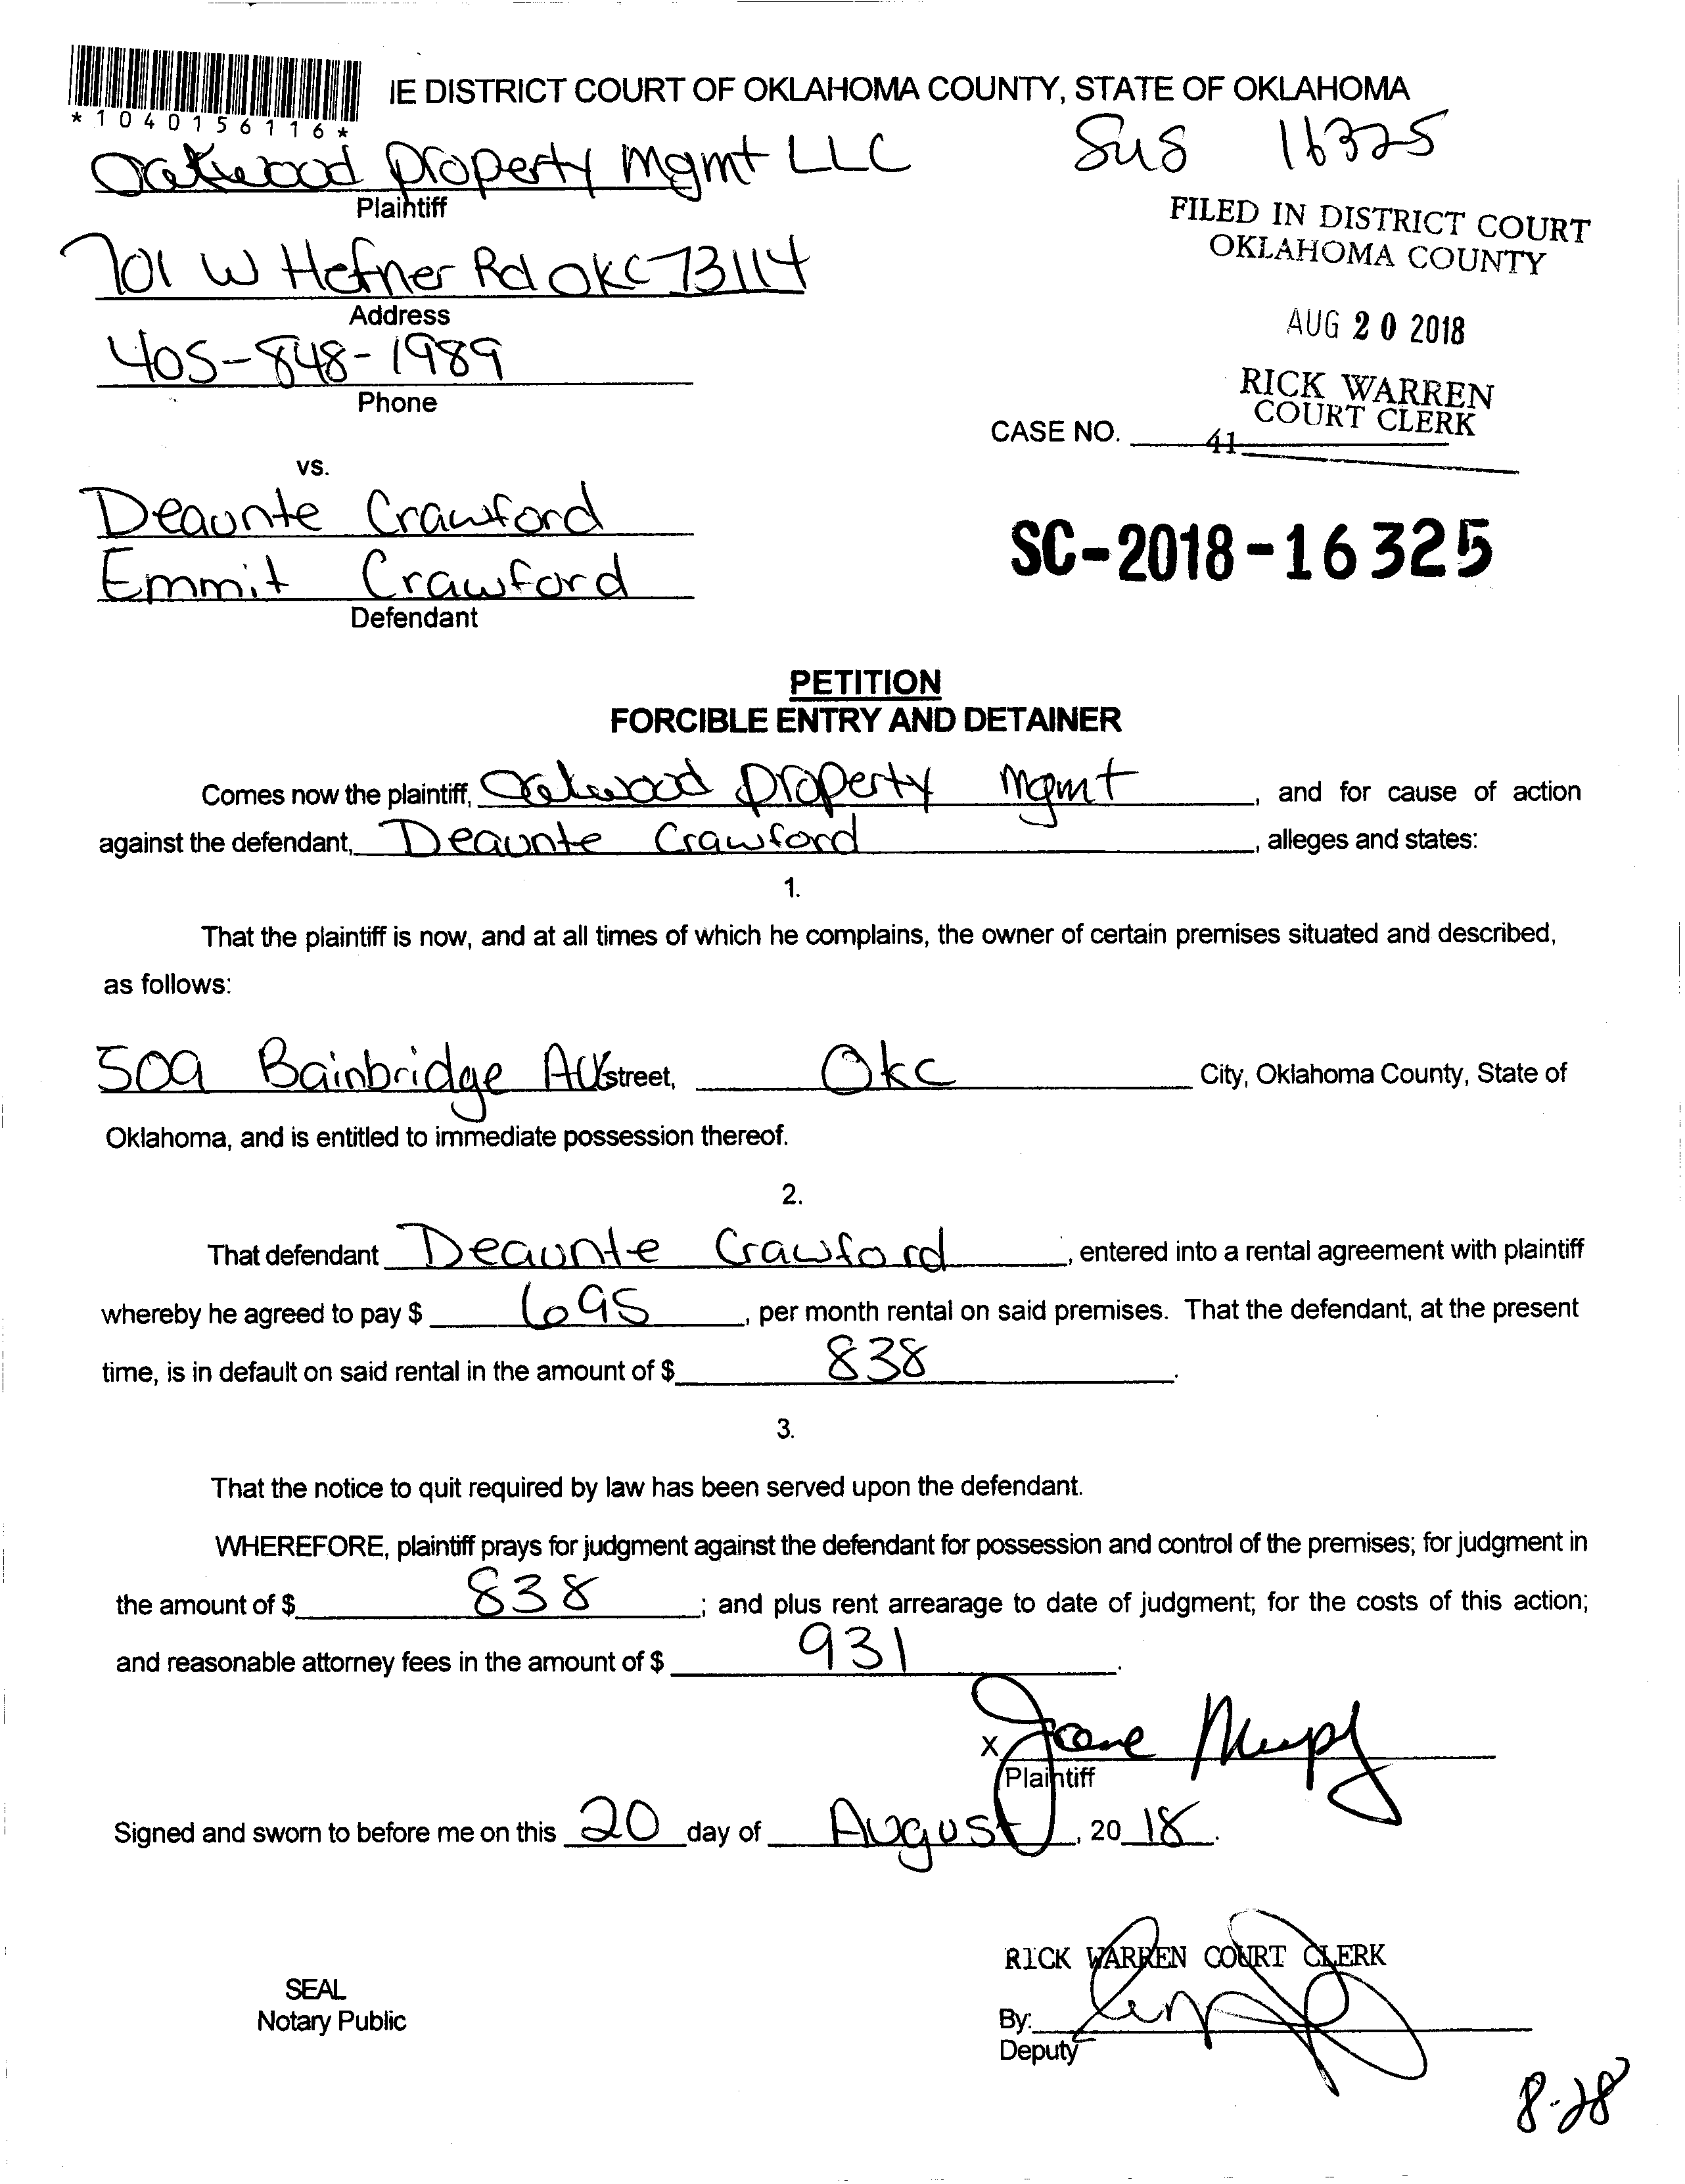 IE DISTRICT COURT OF OKLAHOMA COUNTY, STATE OF OKLAHOMA
*1040156116*
Oakwood Property Mgmt LLC
Plaintiff
16325
FILED IN DISTRICT COURT
OKLAHOMA COUNTY
701 W Hefner Rd OKC 73114
Address
AUG 20 2018
405-848-1989
Phone
RICK WARREN
COURT CLERK
CASE NO. 41
vs.
Deaunte Crawford
Emmit Crawford
Defendant
SC-2018-16325
PETITION
FORCIBLE ENTRY AND DETAINER
Comes now the plaintiff, Oakwood Property Mgmt, and for cause of action
against the defendant, Deaunte Crawford, alleges and states:
1.
That the plaintiff is now, and at all times of which he complains, the owner of certain premises situated and described,
as follows:
509 Bainbridge street, Okc City, Oklahoma County, State of
Oklahoma, and is entitled to immediate possession thereof.
2.
That defendant Deaunte Crawford, entered into a rental agreement with plaintiff
whereby he agreed to pay $ 695, per month rental on said premises. That the defendant, at the present
time, is in default on said rental in the amount of $ 838.
3.
That the notice to quit required by law has been served upon the defendant.
WHEREFORE, plaintiff prays for judgment against the defendant for possession and control of the premises; for judgment in
the amount of $ 838; and plus rent arrearage to date of judgment; for the costs of this action;
and reasonable attorney fees in the amount of $ 931.
X
Plaintiff
Signed and sworn to before me on this 20 day of August, 2018.
RICK WARREN COURT CLERK
SEAL
Notary Public
By:
Deputy
8-28